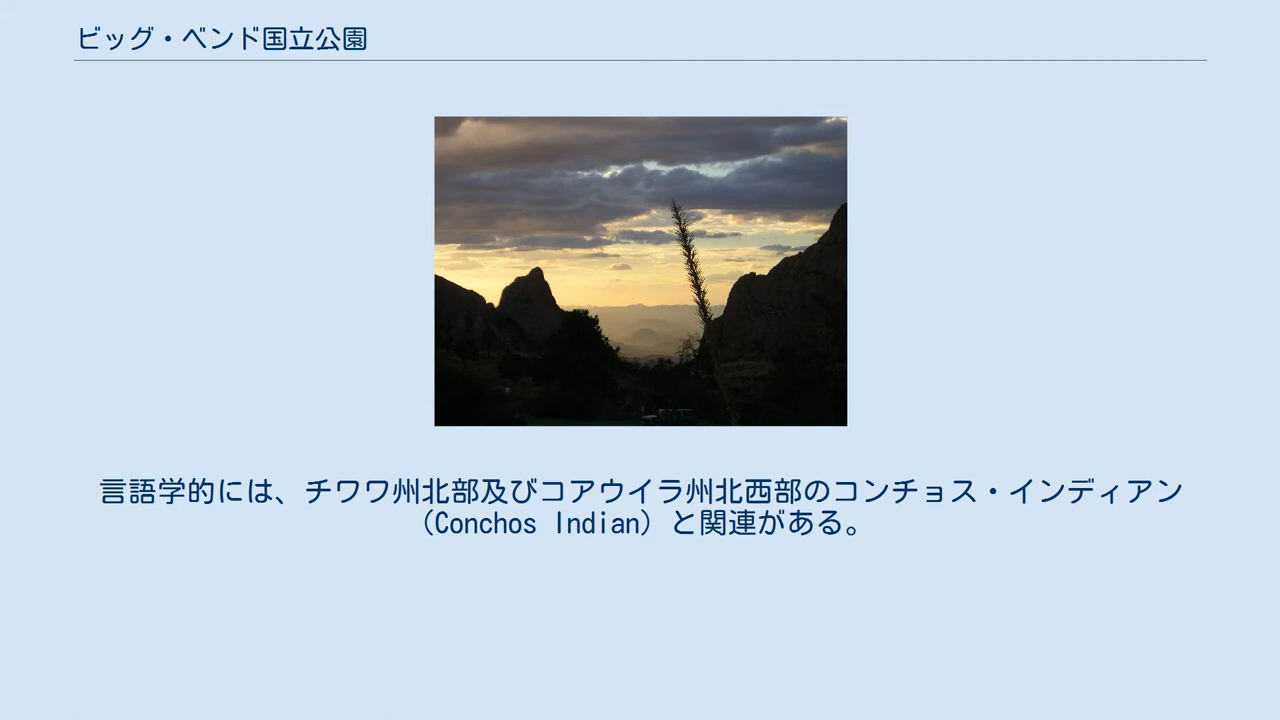 ビッグ・ベンド国立公園
言語学的には、チワワ州北部及びコアウイラ州北西部のコンチョス・インディアン
（Conchos Indian）と関連がある。